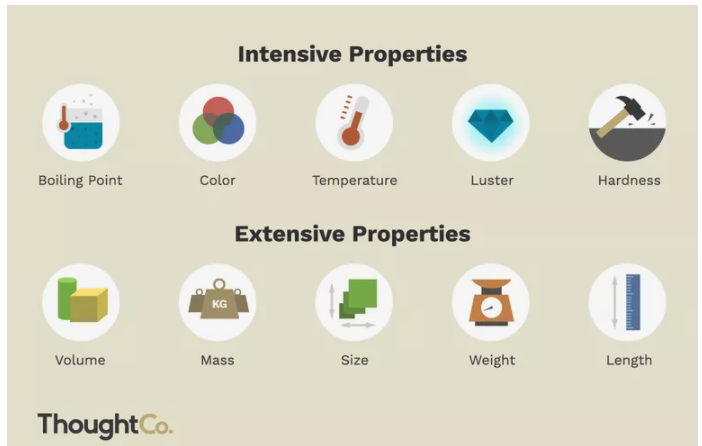 Intensive Properties
Boiling Point Color Temperature Luster Hardness
Extensive Properties
KG
Volume Mass Size Weight Length
ThoughtCo.